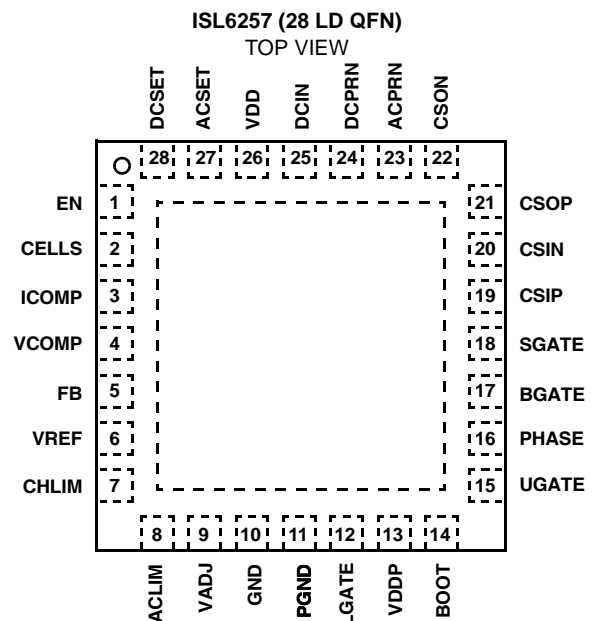 ISL6257 (28 LD QFN)
TOP VIEW
DCSET
ACSET
VDD
DCIN
DCPRN
ACPRN
CSON
28 27 26 25 24 23 22
EN 1
CELLS 2
ICOMP 3
VCOMP 4
FB 5
VREF 6
CHLIM 7
21 CSOP
20 CSIN
19 CSIP
18 SGATE
17 BGATE
16 PHASE
15 UGATE
8 9 10 11 12 13 14
ACLIM
VADJ
GND
PGND
LGATE
VDDP
BOOT